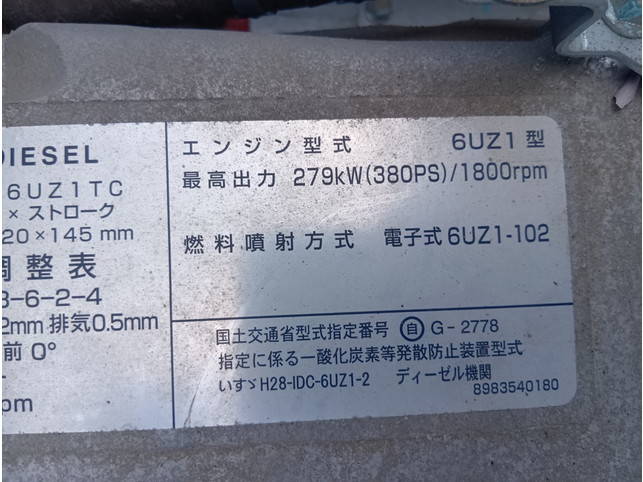 DIESEL
6UZ1TC
× ストローク
20×145 mm
調整表
3-6-2-4
2mm 排気0.5mm
前 0°
pm
エンジン型式 6UZ1型
最高出力 279kW(380PS)/1800rpm
燃料噴射方式 電子式6UZ1-102
国土交通省型式指定番号 自 G-2778
指定に係る一酸化炭素等発散防止装置型式
いすゞH28-IDC-6UZ1-2 ディーゼル機関
8983540180